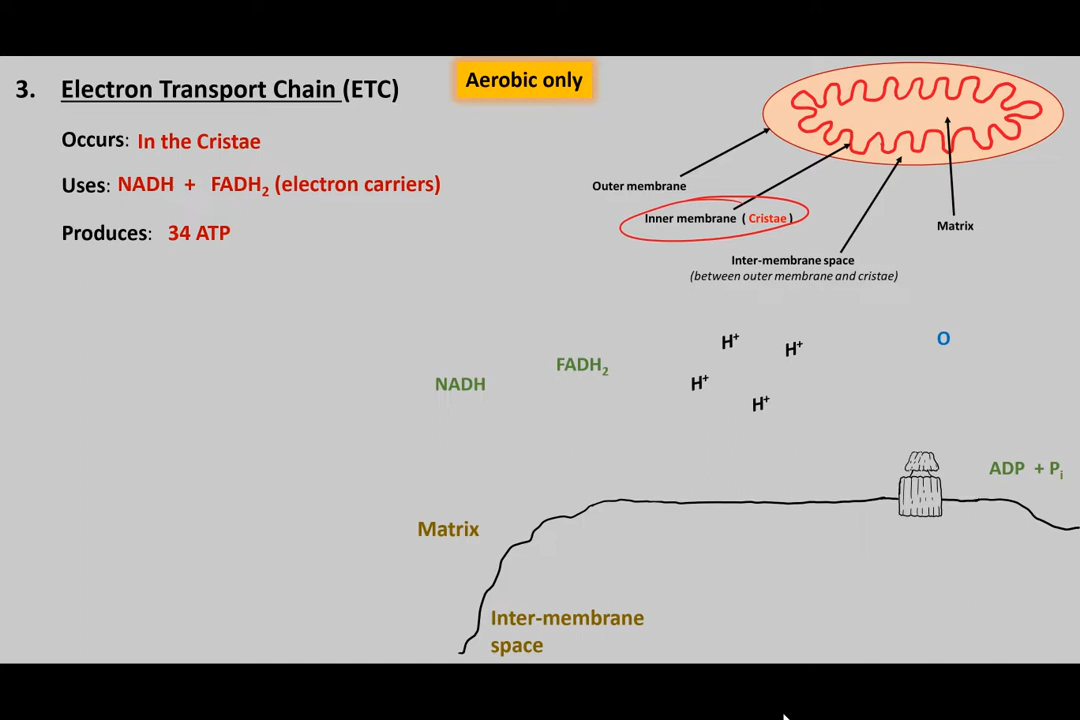 3. Electron Transport Chain (ETC)
Aerobic only
Occurs: In the Cristae
Uses: NADH + FADH₂ (electron carriers)
Produces: 34 ATP
Outer membrane
Inner membrane ( Cristae )
Matrix
Inter-membrane space
(between outer membrane and cristae)
H⁺
H⁺
O
FADH₂
NADH
H⁺
H⁺
ADP + Pᵢ
Matrix
Inter-membrane
space